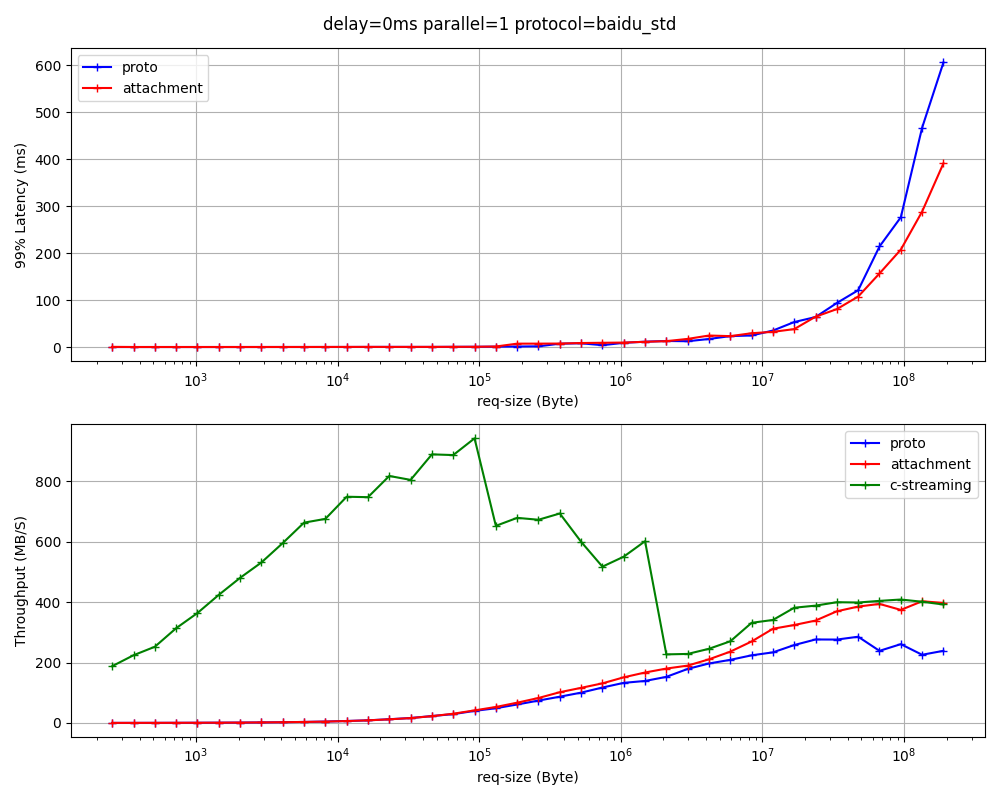 delay=0ms parallel=1 protocol=baidu_std
99% Latency (ms)
600
500
400
300
200
100
0
proto
attachment
10^3
10^4
10^5
10^6
10^7
10^8
req-size (Byte)
Throughput (MB/S)
800
600
400
200
0
proto
attachment
c-streaming
10^3
10^4
10^5
10^6
10^7
10^8
req-size (Byte)